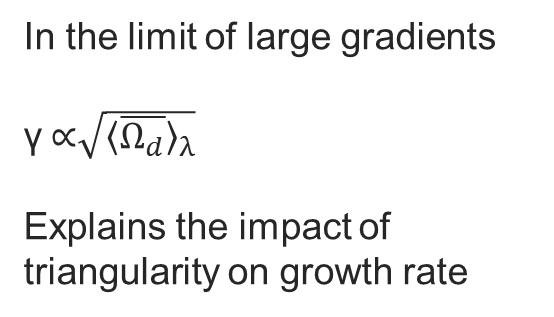 In the limit of large gradients
γ ∝√⟨Ω̅_d⟩_λ
Explains the impact of
triangularity on growth rate